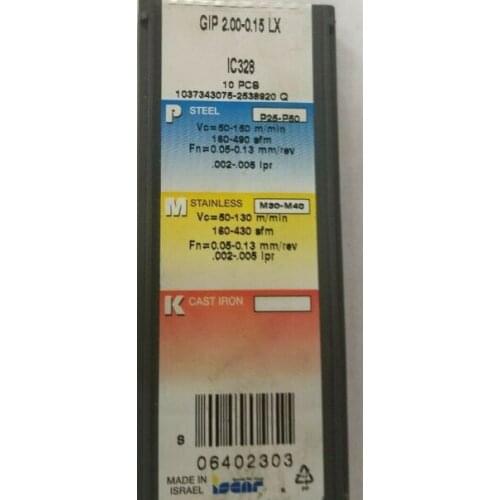 GIP 2.00-0.15 LX
IC328
10 PCS
1037343075-2538920 Q
P STEEL P25-P50
Vc=50-150 m/min
160-490 sfm
Fn=0.05-0.13 mm/rev
.002-.005 ipr
M STAINLESS M30-M40
Vc=50-130 m/min
160-430 sfm
Fn=0.05-0.13 mm/rev
.002-.005 ipr
K CAST IRON
S
06402303
MADE IN
ISRAEL
iscar
PP